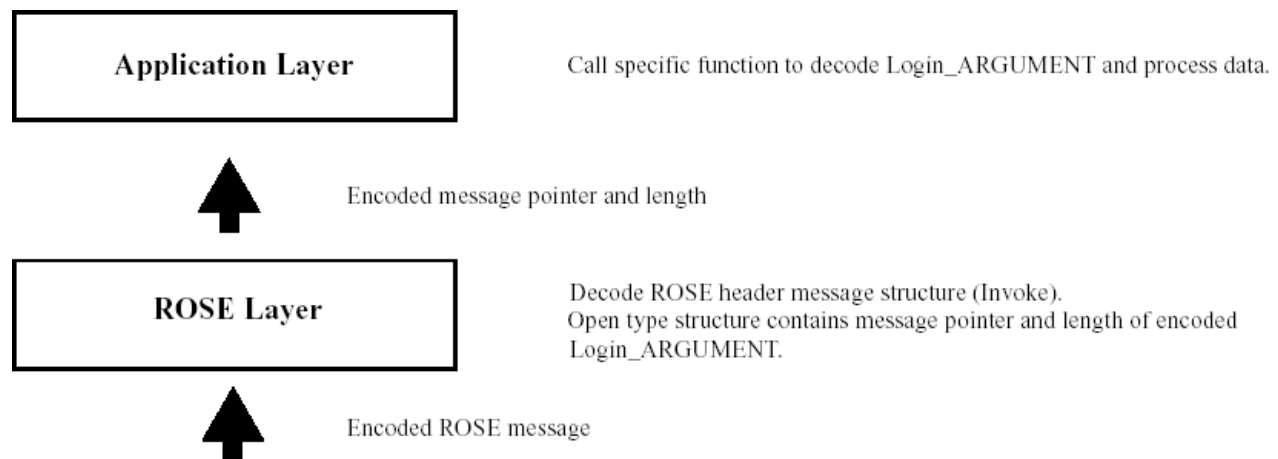 Application Layer
Call specific function to decode Login_ARGUMENT and process data.
Encoded message pointer and length
ROSE Layer
Decode ROSE header message structure (Invoke).
Open type structure contains message pointer and length of encoded
Login_ARGUMENT.
Encoded ROSE message